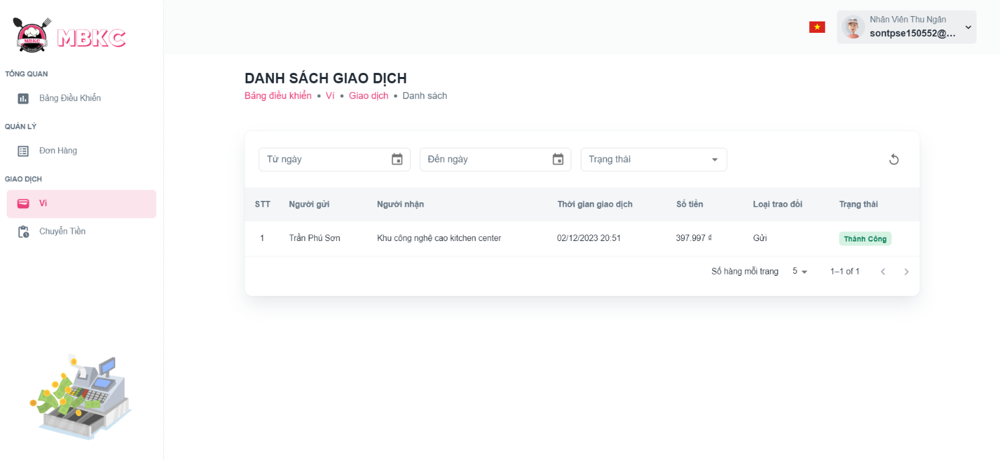 MBKC
MBKC
Nhân Viên Thu Ngân
sontpse150552@...
TỔNG QUAN
Bảng Điều Khiển
QUẢN LÝ
Đơn Hàng
GIAO DỊCH
Ví
Chuyển Tiền
DANH SÁCH GIAO DỊCH
Bảng điều khiển • Ví • Giao dịch • Danh sách
Từ ngày
Đến ngày
Trạng thái
STT Người gửi Người nhận Thời gian giao dịch Số tiền Loại trao đổi Trạng thái
1 Trần Phú Sơn Khu công nghệ cao kitchen center 02/12/2023 20:51 397.997 ₫ Gửi Thành Công
Số hàng mỗi trang 5 1–1 of 1